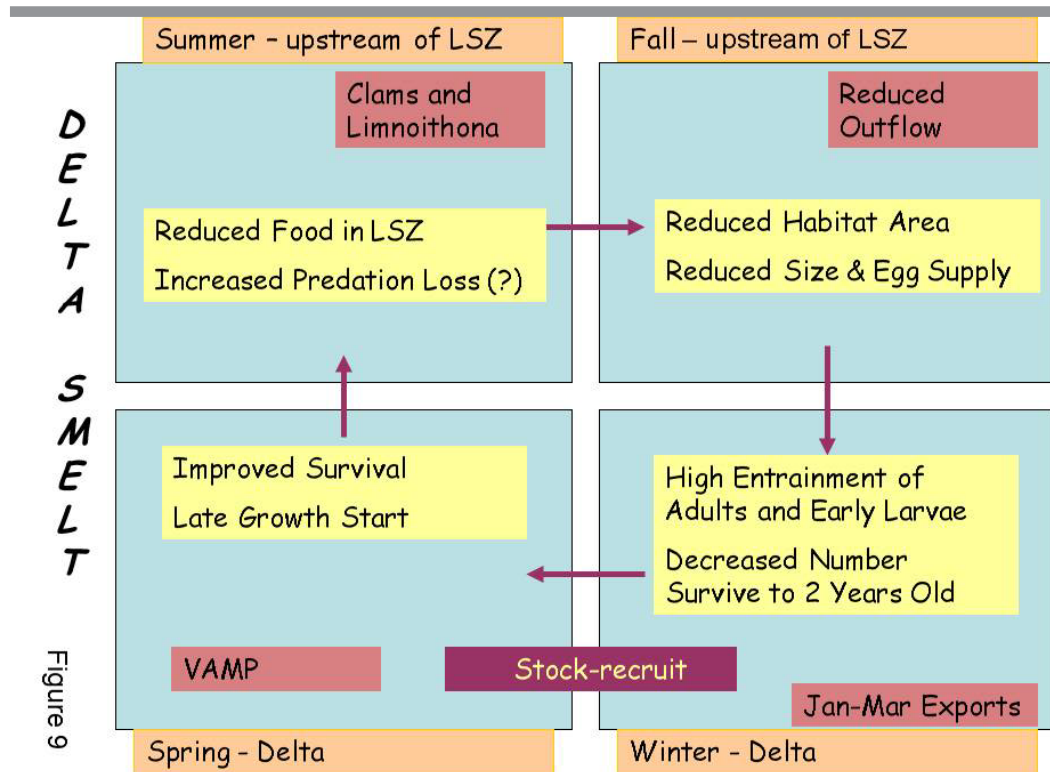 DELTA SMELT
Summer – upstream of LSZ
Clams and
Limnoithona
Reduced Food in LSZ
Increased Predation Loss (?)
Fall – upstream of LSZ
Reduced
Outflow
Reduced Habitat Area
Reduced Size & Egg Supply
Improved Survival
Late Growth Start
VAMP
Spring - Delta
High Entrainment of
Adults and Early Larvae
Decreased Number
Survive to 2 Years Old
Stock-recruit
Jan-Mar Exports
Winter - Delta
Figure 9